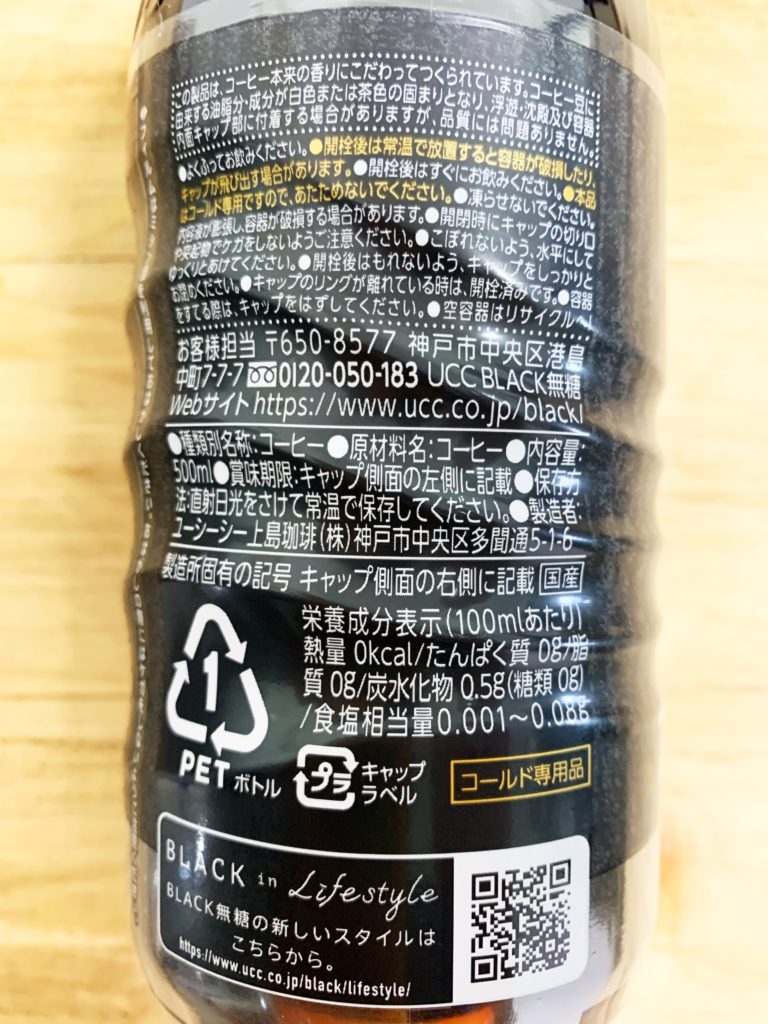 この製品は、コーヒー本来の香りにこだわってつくられています。コーヒー豆に
由来する油脂分・成分が白色または茶色の固まりとなり、浮遊・沈殿及び容器
内面キャップ部に付着する場合がありますが、品質には問題ありません。
●よくふってお飲みください。●開栓後は常温で放置すると容器が破損したり、
キャップが飛び出す場合があります。●開栓後はすぐにお飲みください。●本品
はコールド専用ですので、あたためないでください。●凍らせないでください。
内容液が膨張し、容器が破損する場合があります。●開閉時にキャップの切り口
や突起物でケガをしないようご注意ください。●こぼれないよう、水平にして
ゆっくりとあけてください。●開栓後はもれないよう、キャップをしっかりと
お閉めください。●キャップのリングが離れている時は、開栓済みです。●容器
をすてる際は、キャップをはずしてください。●空容器はリサイクルへ
お客様担当 〒650-8577 神戸市中央区港島
中町7-7-7 0120-050-183 UCC BLACK無糖
Webサイト https://www.ucc.co.jp/black/
●種類別名称:コーヒー●原材料名:コーヒー●内容量:
500ml●賞味期限:キャップ側面の左側に記載●保存方
法:直射日光をさけて常温で保存してください。●製造者:
ユーシーシー上島珈琲(株)神戸市中央区多聞通5-1-6
製造所固有の記号 キャップ側面の右側に記載 国産
栄養成分表示(100mlあたり)
熱量 0kcal/たんぱく質 0g/脂
質 0g/炭水化物 0.5g(糖類 0g)
/食塩相当量0.001〜0.08g
1
PET ボトル
プラ キャップ
ラベル
コールド専用品
BLACK in Lifestyle
BLACK無糖の新しいスタイルは
こちらから。
https://www.ucc.co.jp/black/lifestyle/